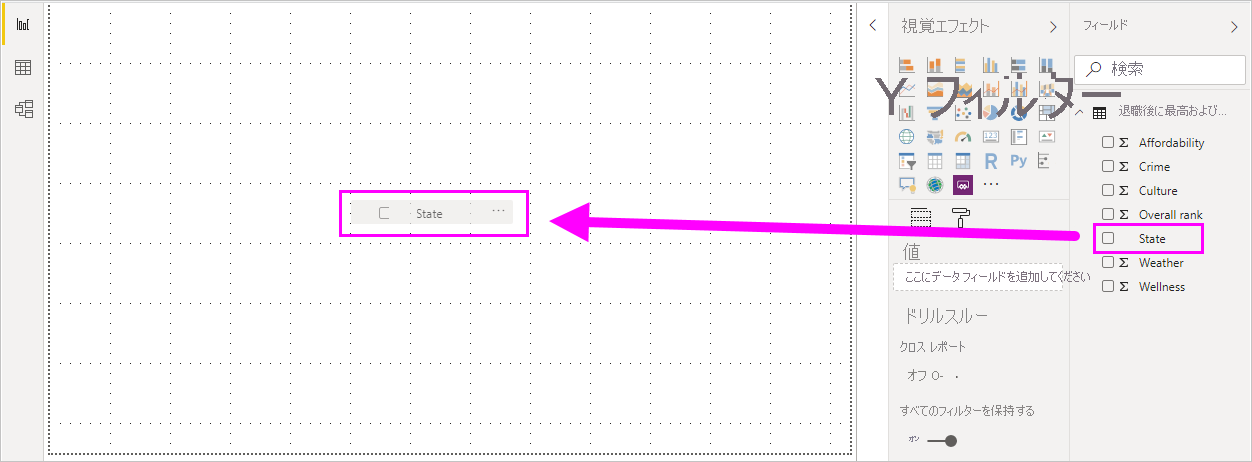 視覚エフェクト
フィールド
検索
Y フィルタ
退職後に最高および...
Affordability
Crime
Culture
Overall rank
State
Weather
Wellness
State
123
R
Py
値
ここにデータ フィールドを追加してください
ドリルスルー
クロス レポート
オフ O- .
すべてのフィルターを保持する
オン